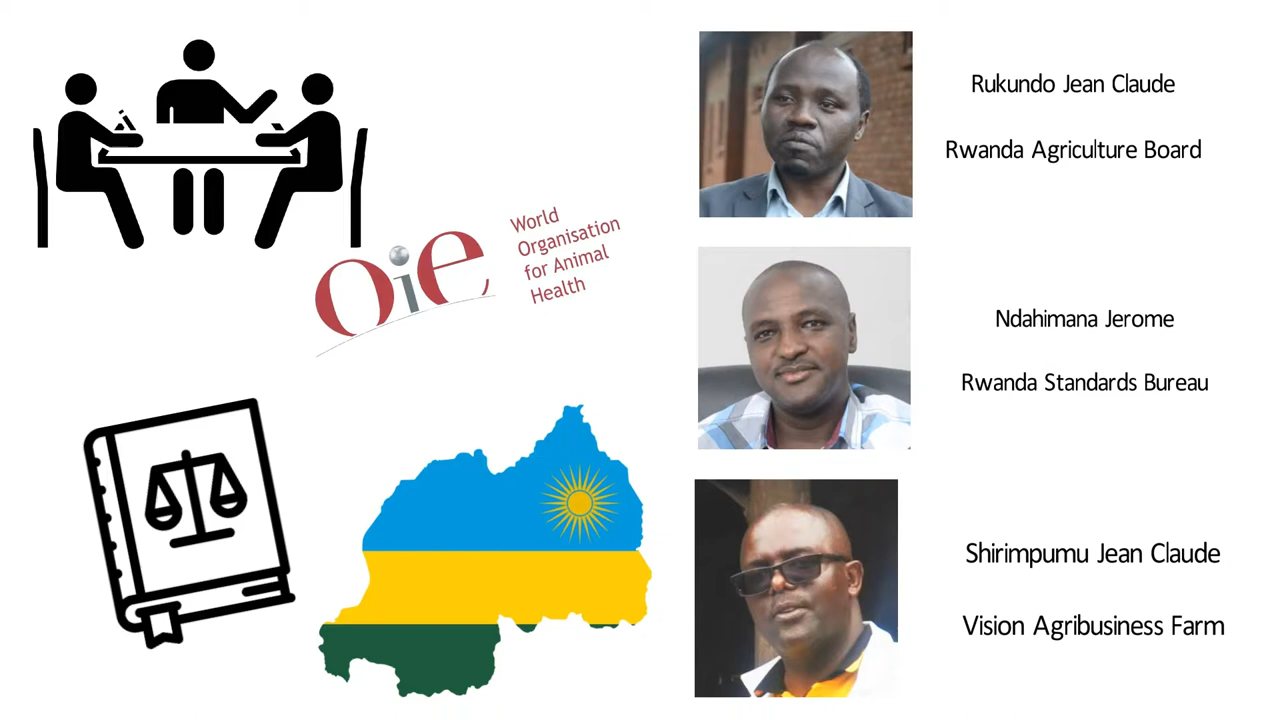 oie
World
Organisation
for Animal
Health
Rukundo Jean Claude
Rwanda Agriculture Board
Ndahimana Jerome
Rwanda Standards Bureau
Shirimpumu Jean Claude
Vision Agribusiness Farm